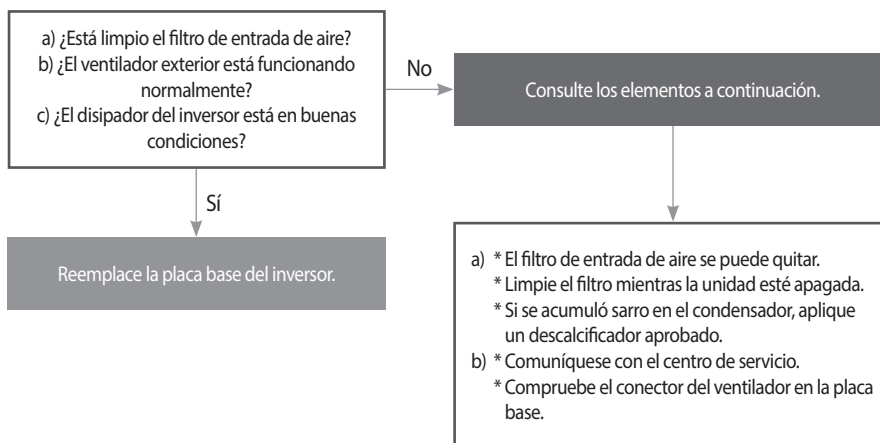 a) ¿Está limpio el filtro de entrada de aire?
b) ¿El ventilador exterior está funcionando
normalmente?
c) ¿El disipador del inversor está en buenas
condiciones?
No
Consulte los elementos a continuación.
Sí
Reemplace la placa base del inversor.
a) * El filtro de entrada de aire se puede quitar.
* Limpie el filtro mientras la unidad esté apagada.
* Si se acumuló sarro en el condensador, aplique
un descalcificador aprobado.
b) * Comuníquese con el centro de servicio.
* Compruebe el conector del ventilador en la placa
base.